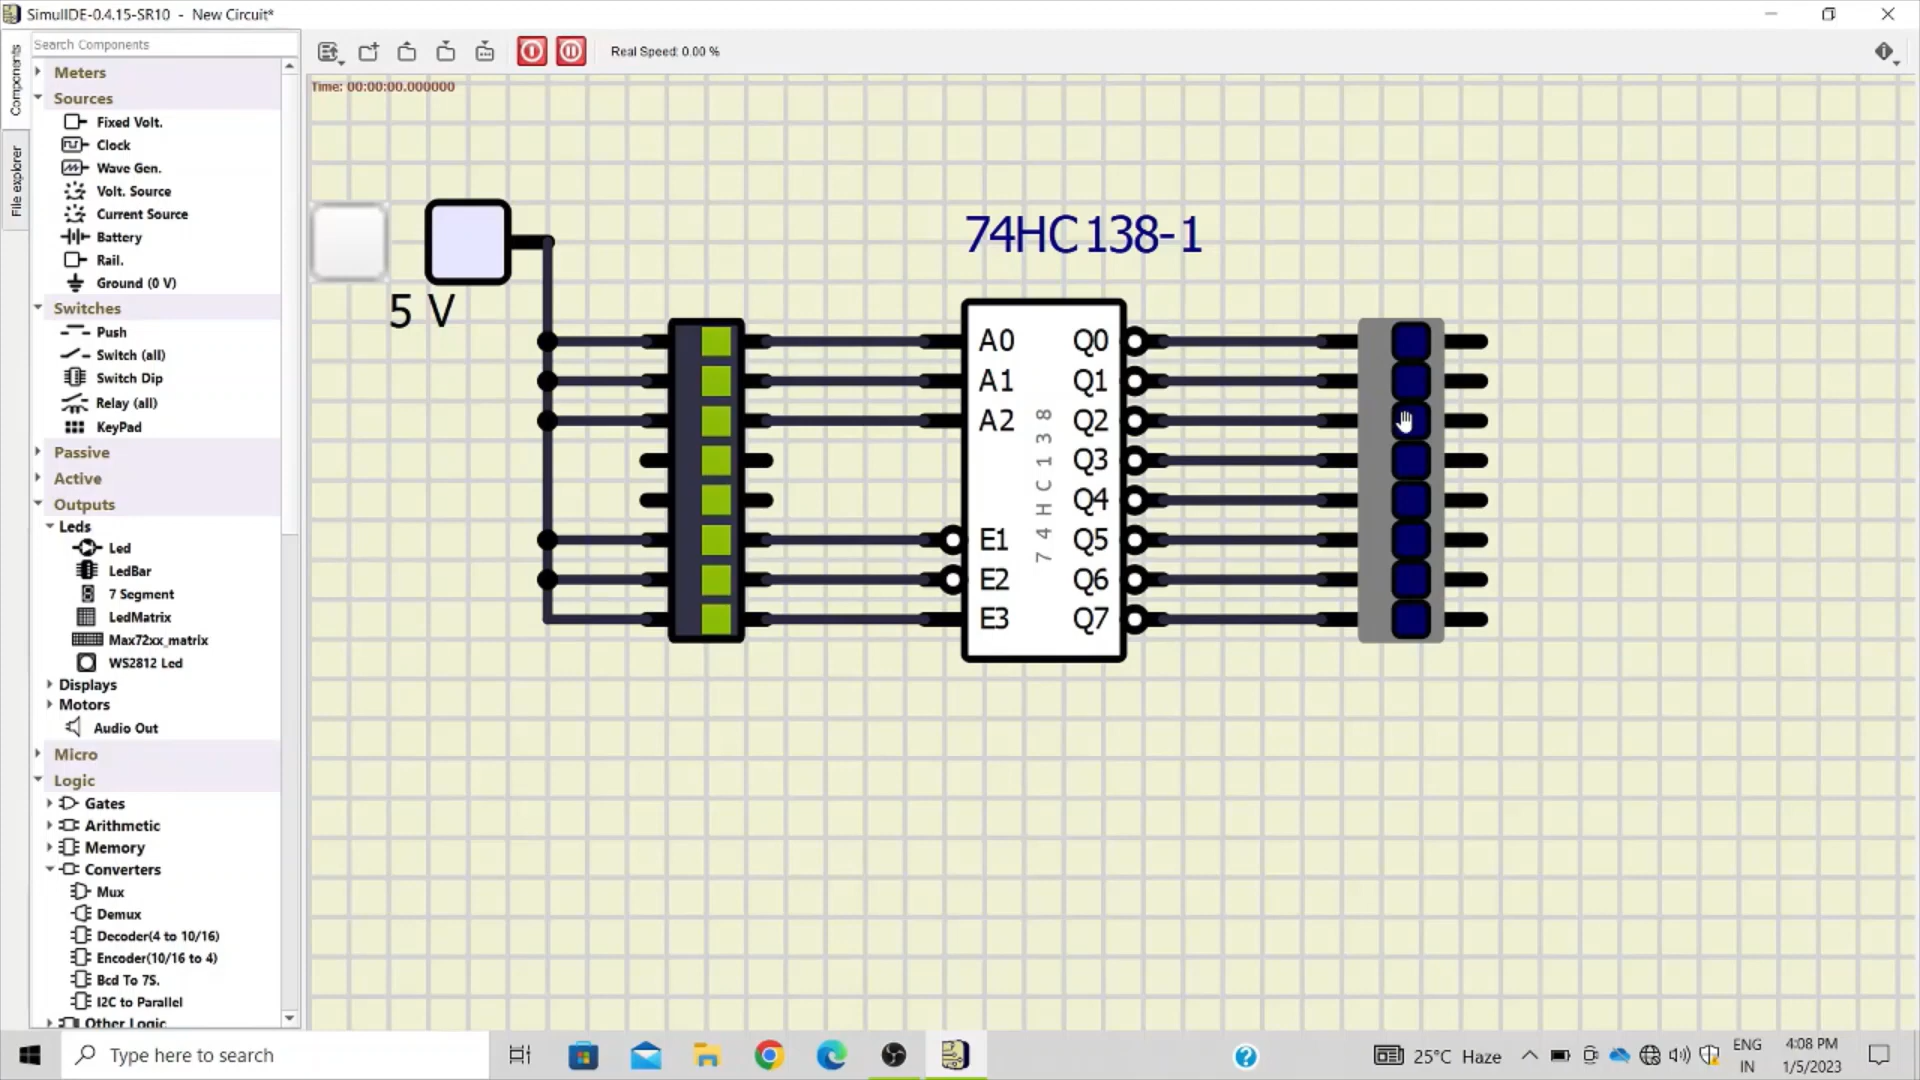 SimulIDE-0.4.15-SR10 - New Circuit*
Components
File explorer
Search Components
Meters
Sources
Fixed Volt.
Clock
Wave Gen.
Volt. Source
Current Source
Battery
Rail.
Ground (0 V)
Switches
Push
Switch (all)
Switch Dip
Relay (all)
KeyPad
Passive
Active
Outputs
Leds
Led
LedBar
7 Segment
LedMatrix
Max72xx_matrix
WS2812 Led
Displays
Motors
Audio Out
Micro
Logic
Gates
Arithmetic
Memory
Converters
Mux
Demux
Decoder(4 to 10/16)
Encoder(10/16 to 4)
Bcd To 7S.
I2C to Parallel
Other Logic
Real Speed: 0.00 %
Time: 00:00:00.000000
5 V
74HC138-1
A0 Q0
A1 Q1
A2 Q2
Q3
Q4
E1 Q5
E2 Q6
E3 Q7
74HC138
Type here to search
25°C Haze
ENG
IN
4:08 PM
1/5/2023